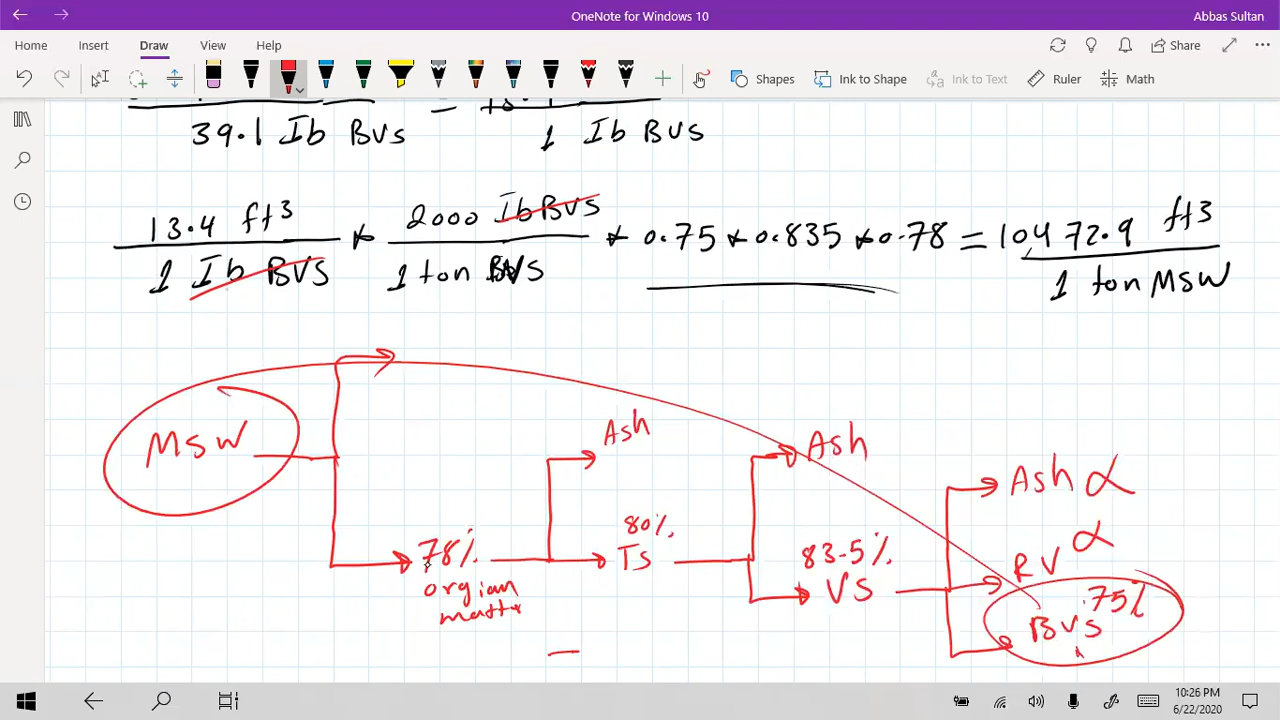 OneNote for Windows 10
Abbas Sultan
Home Insert Draw View Help
Share
Shapes Ink to Shape Ink to Text Ruler Math
39.1 Ib BVs = 1 Ib BVS
13.4 ft3 / 1 Ib BVS * 2000 IbBVS / 1 ton BVS * 0.75 * 0.835 * 0.78 = 10472.9 ft3 / 1 ton MSW
MSW
Ash
Ash
Ash α
80%
78%
Ts
83-5%
RV α
orgian
VS
75%
matter
BVS
10:26 PM
6/22/2020